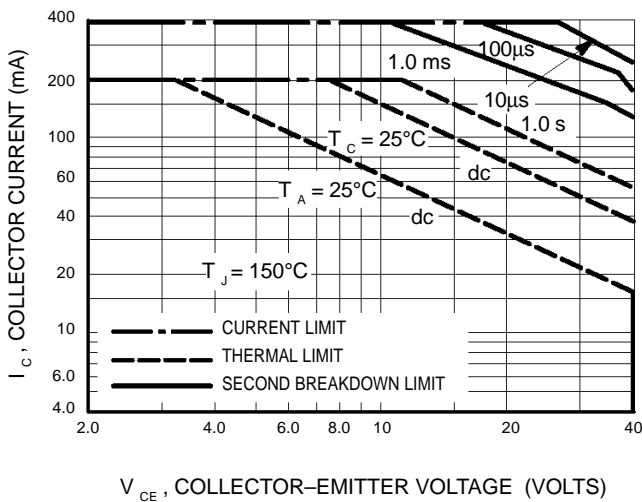 400
200
100
60
40
20
10
6.0
4.0
I C , COLLECTOR CURRENT (mA)
1.0 ms
100µs
10µs
1.0 s
T C = 25°C
dc
T A = 25°C
dc
T J = 150°C
CURRENT LIMIT
THERMAL LIMIT
SECOND BREAKDOWN LIMIT
2.0 4.0 6.0 8.0 10 20 40
V CE , COLLECTOR–EMITTER VOLTAGE (VOLTS)